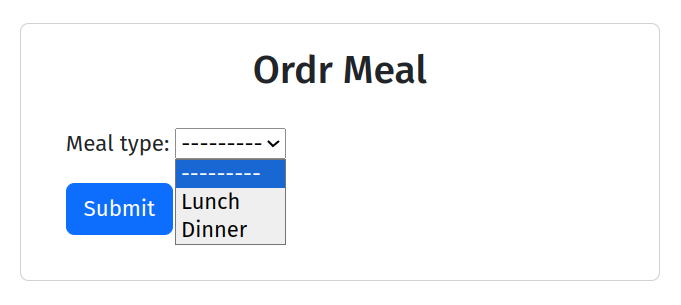 Ordr Meal
Meal type: ---------
---------
Lunch
Dinner
Submit